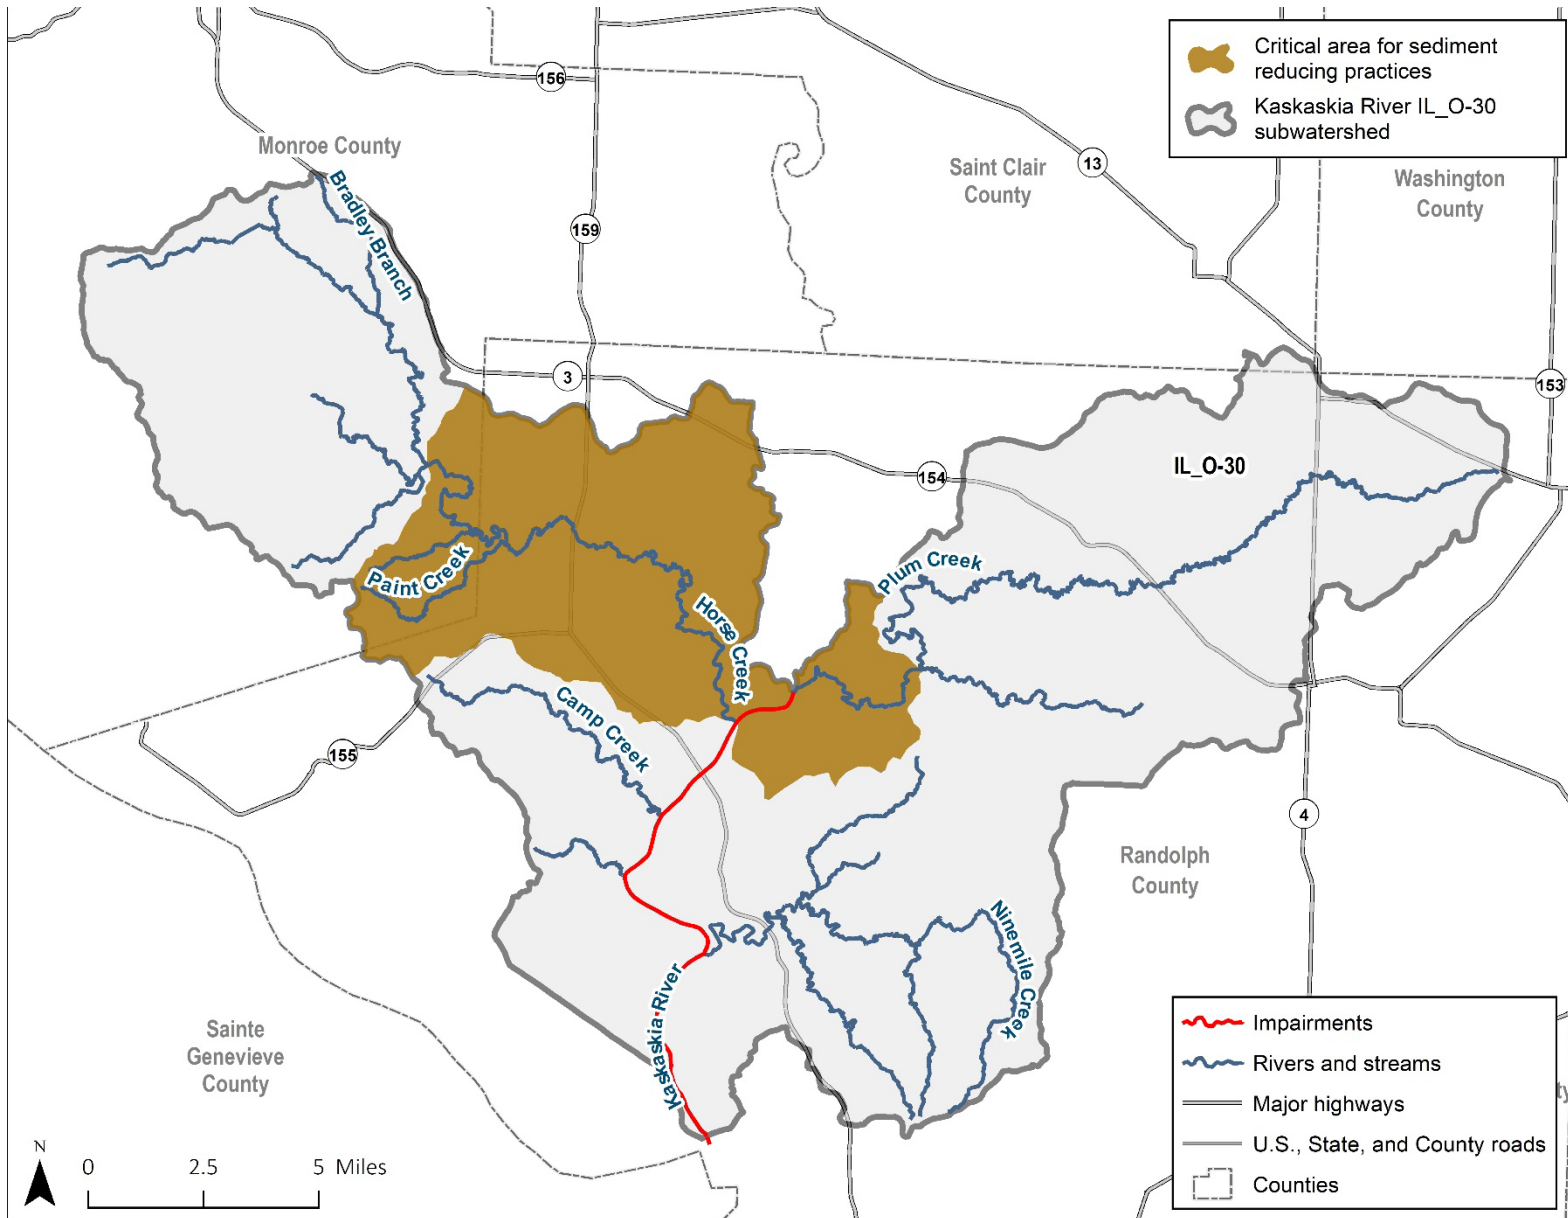 Critical area for sediment
reducing practices
Kaskaskia River IL_O-30
subwatershed
156
Monroe County
13
Saint Clair
County
Washington
County
Bradley Branch
159
3
153
154
IL_O-30
Paint Creek
Plum Creek
Horse Creek
Camp Creek
155
4
Randolph
County
Ninemile Creek
Kaskaskia River
Sainte
Genevieve
County
Impairments
Rivers and streams
Major highways
U.S., State, and County roads
Counties
N
0 2.5 5 Miles